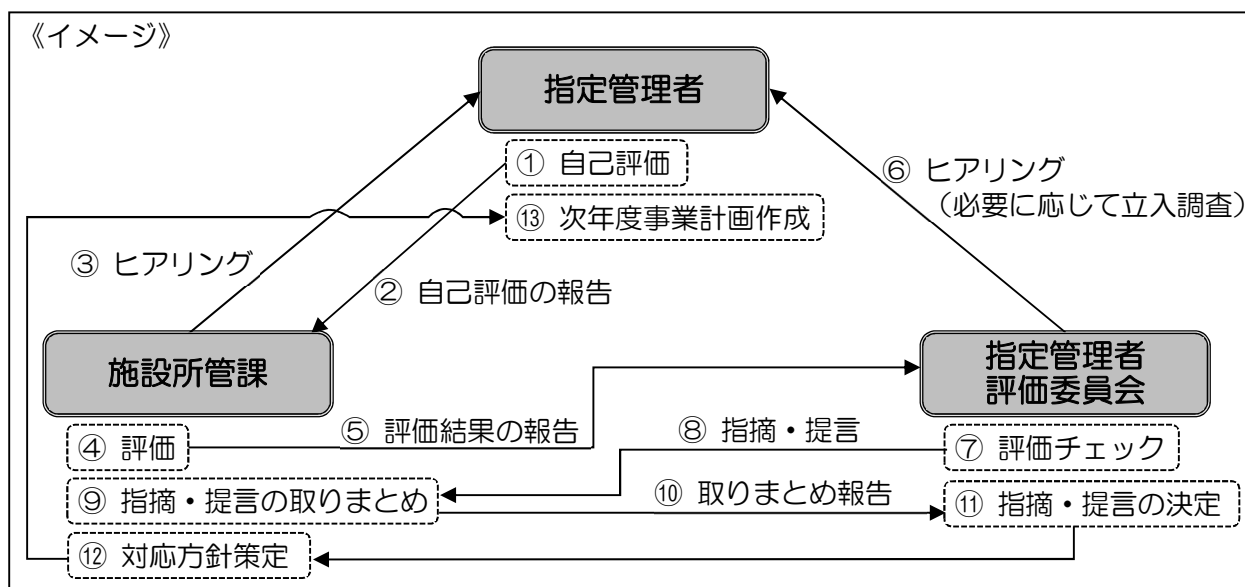 《イメージ》
指定管理者
① 自己評価
⑬ 次年度事業計画作成
⑥ ヒアリング
（必要に応じて立入調査）
③ ヒアリング
② 自己評価の報告
施設所管課
指定管理者
評価委員会
④ 評価
⑤ 評価結果の報告
⑧ 指摘・提言
⑦ 評価チェック
⑨ 指摘・提言の取りまとめ
⑩ 取りまとめ報告
⑪ 指摘・提言の決定
⑫ 対応方針策定